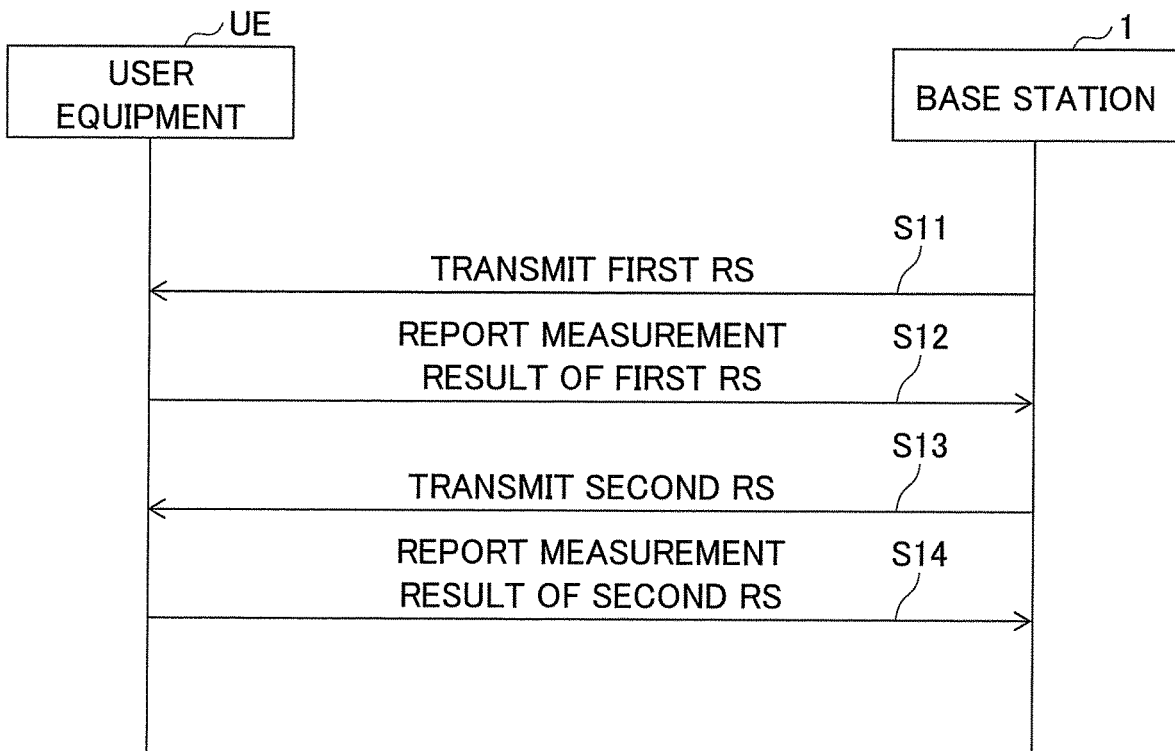 UE
1
USER
EQUIPMENT
BASE STATION
S11
TRANSMIT FIRST RS
REPORT MEASUREMENT
S12
RESULT OF FIRST RS
S13
TRANSMIT SECOND RS
REPORT MEASUREMENT
S14
RESULT OF SECOND RS